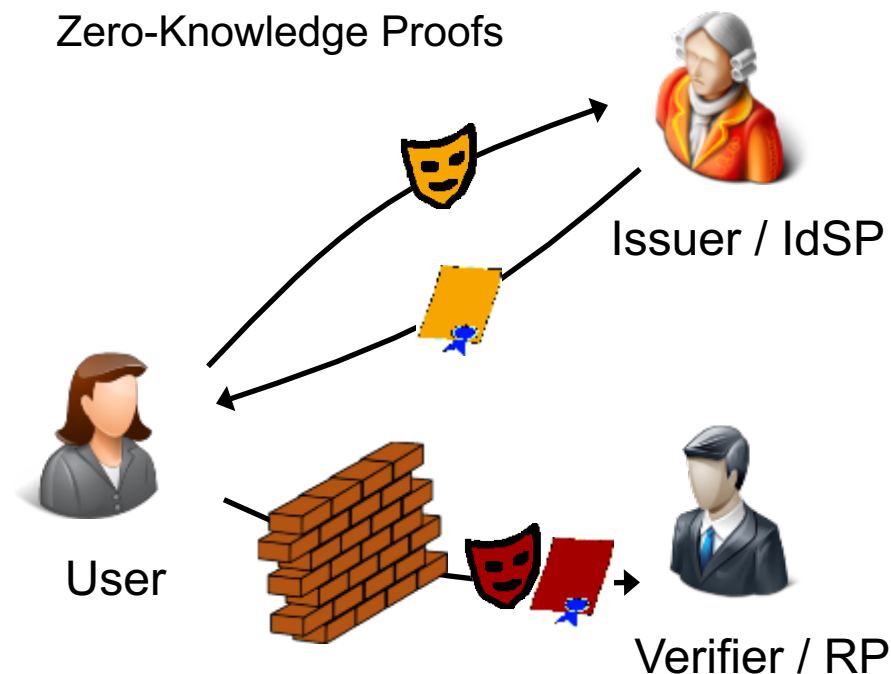 Zero-Knowledge Proofs
Issuer / IdSP
User
Verifier / RP